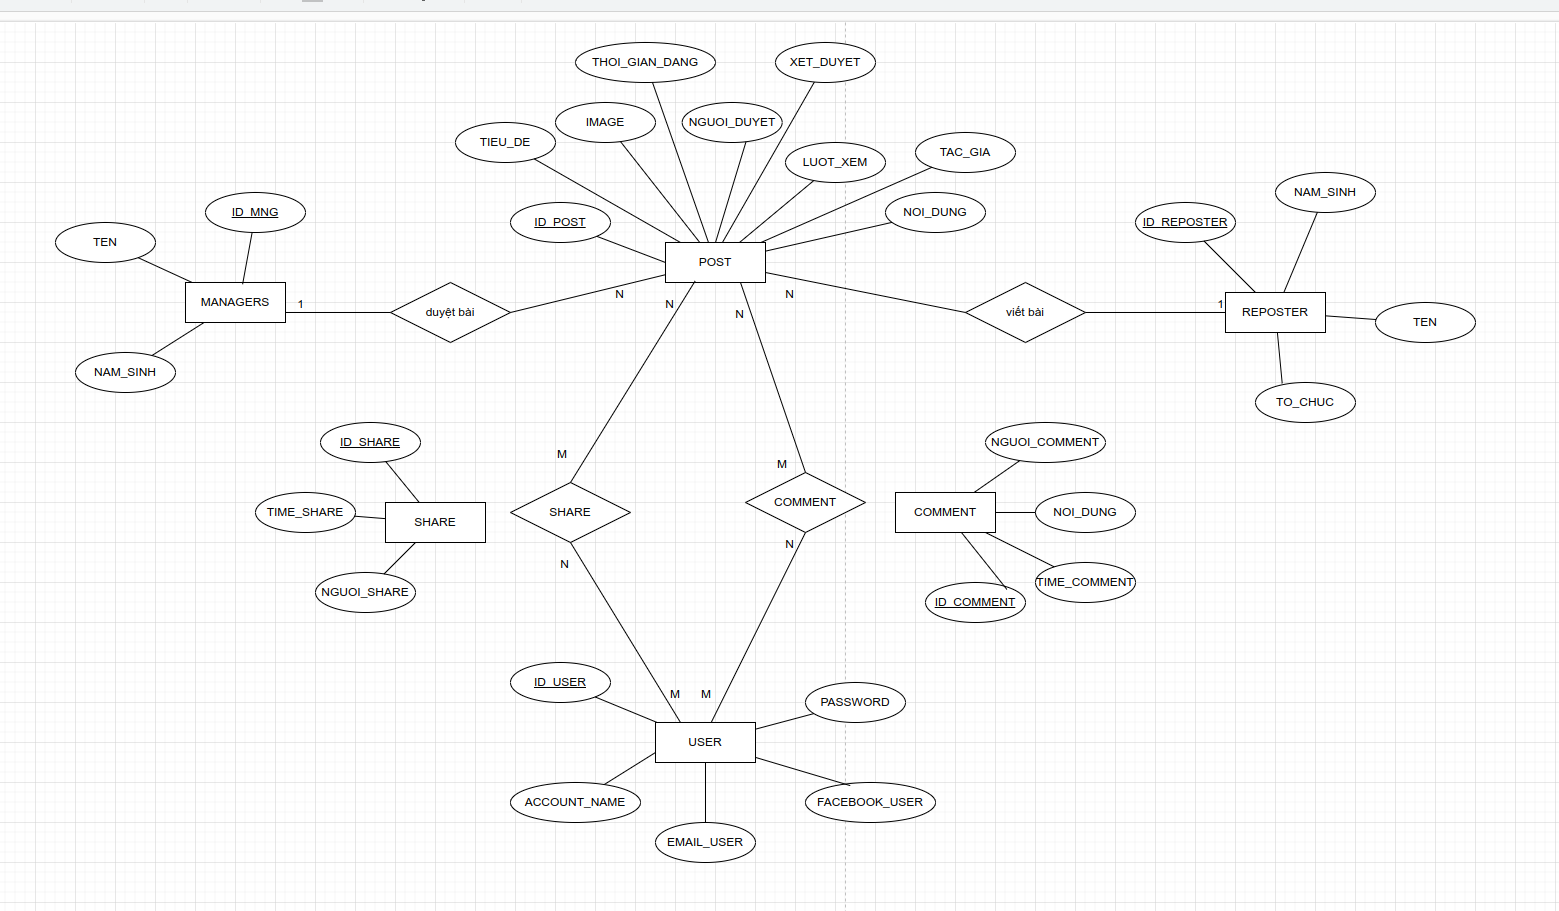 THOI_GIAN_DANG
XET_DUYET
IMAGE
NGUOI_DUYET
TIEU_DE
LUOT_XEM
TAC_GIA
NAM_SINH
ID_MNG
ID_POST
NOI_DUNG
ID_REPOSTER
TEN
POST
MANAGERS
1
duyệt bài
N
N
N
N
viết bài
1
REPOSTER
TEN
NAM_SINH
TO_CHUC
ID_SHARE
M
M
NGUOI_COMMENT
TIME_SHARE
SHARE
SHARE
COMMENT
COMMENT
NOI_DUNG
N
N
NGUOI_SHARE
TIME_COMMENT
ID_COMMENT
ID_USER
M
M
PASSWORD
USER
ACCOUNT_NAME
FACEBOOK_USER
EMAIL_USER